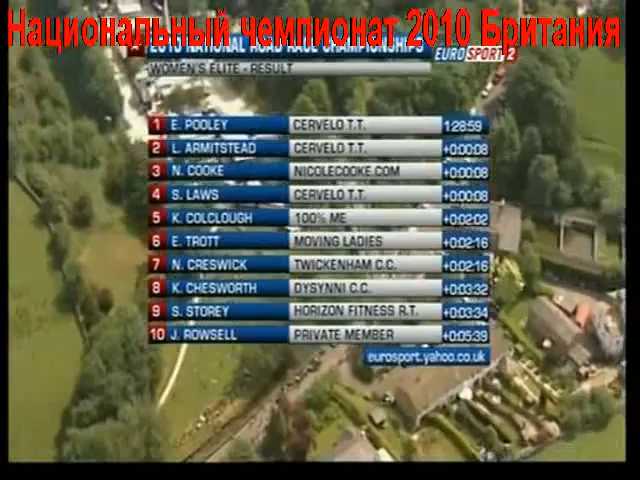 Национальный чемпионат 2010 Британия
2010 NATIONAL ROAD RACE CHAMPIONSHIPS
EUROSPORT 2
WOMEN'S ELITE - RESULT
1 E. POOLEY CERVELO T.T. 1:28:59
2 L. ARMITSTEAD CERVELO T.T. +0:00:08
3 N. COOKE NICOLECOOKE.COM +0:00:08
4 S. LAWS CERVELO T.T. +0:00:08
5 K. COLCLOUGH 100% ME +0:02:02
6 E. TROTT MOVING LADIES +0:02:16
7 N. CRESWICK TWICKENHAM C.C. +0:02:16
8 K. CHESWORTH DYSYNNI C.C. +0:03:32
9 S. STOREY HORIZON FITNESS R.T. +0:03:34
10 J. ROWSELL PRIVATE MEMBER +0:05:39
eurosport.yahoo.co.uk